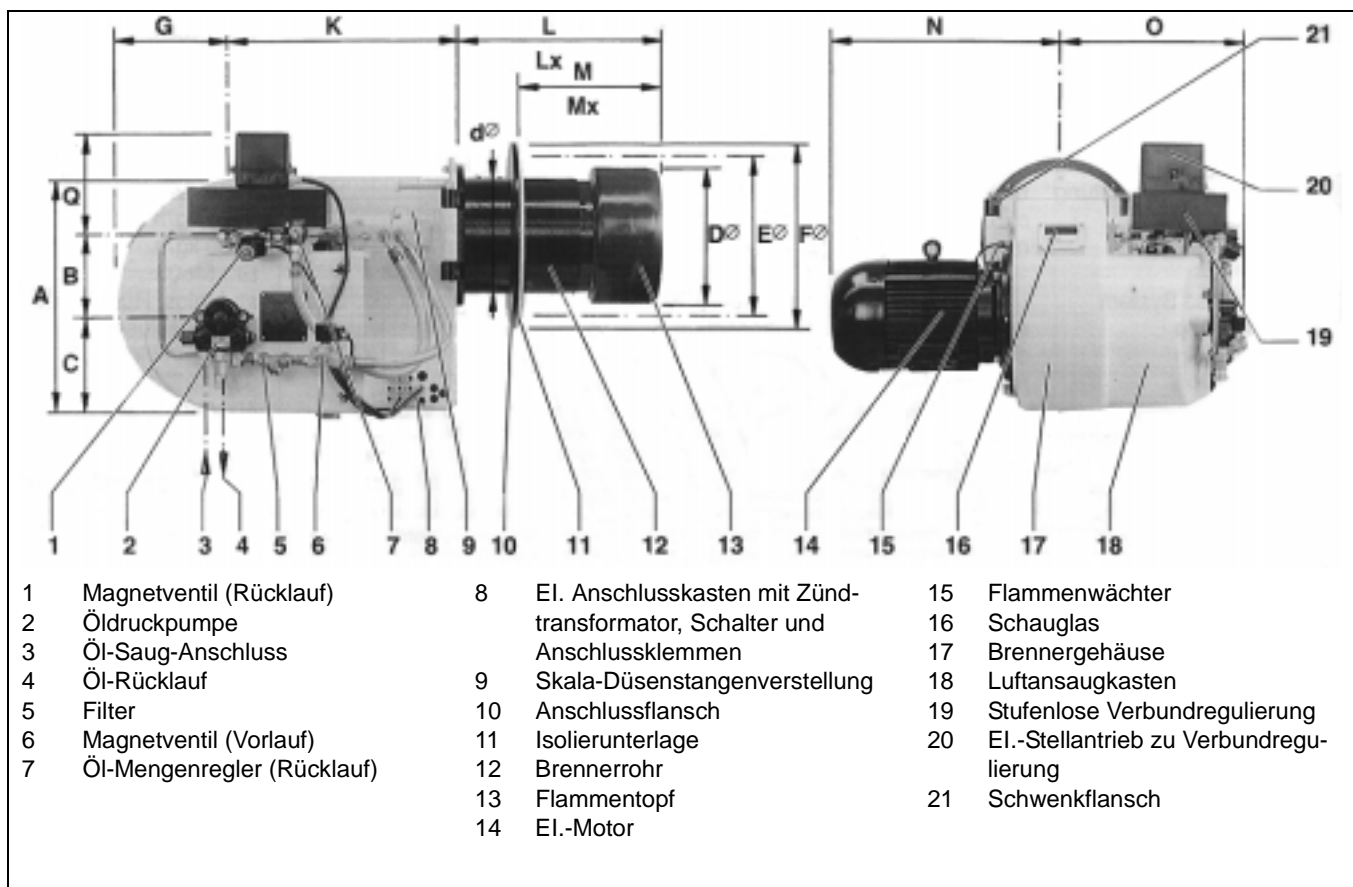 G K L N O 21
Lx
M
Mx
dØ
Q
20
DØ EØ FØ
B
A
19
C
1 2 3 4 5 6 7 8 9 10 11 12 13 14 15 16 17 18
1 Magnetventil (Rücklauf)
2 Öldruckpumpe
3 Öl-Saug-Anschluss
4 Öl-Rücklauf
5 Filter
6 Magnetventil (Vorlauf)
7 Öl-Mengenregler (Rücklauf)
8 El. Anschlusskasten mit Zünd-
transformator, Schalter und
Anschlussklemmen
9 Skala-Düsenstangenverstellung
10 Anschlussflansch
11 Isolierunterlage
12 Brennerrohr
13 Flammentopf
14 El.-Motor
15 Flammenwächter
16 Schauglas
17 Brennergehäuse
18 Luftansaugkasten
19 Stufenlose Verbundregulierung
20 El.-Stellantrieb zu Verbundregu-
lierung
21 Schwenkflansch